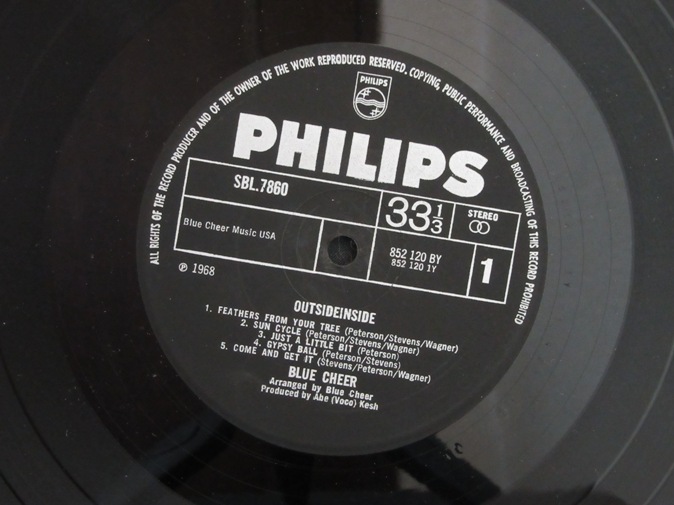 ALL RIGHTS OF THE RECORD PRODUCER AND OF THE OWNER OF THE WORK REPRODUCED RESERVED. COPYING, PUBLIC PERFORMANCE AND BROADCASTING OF THIS RECORD PROHIBITED
PHILIPS
PHILIPS
SBL.7860
33 1/3
STEREO
Blue Cheer Music USA
852 120 BY
852 120 1Y
1
℗ 1968
OUTSIDEINSIDE
1. FEATHERS FROM YOUR TREE (Peterson/Stevens/Wagner)
2. SUN CYCLE (Peterson/Stevens/Wagner)
3. JUST A LITTLE BIT (Peterson)
4. GYPSY BALL (Peterson/Stevens)
5. COME AND GET IT (Stevens/Peterson/Wagner)
BLUE CHEER
Arranged by Blue Cheer
Produced by Abe (Voco) Kesh